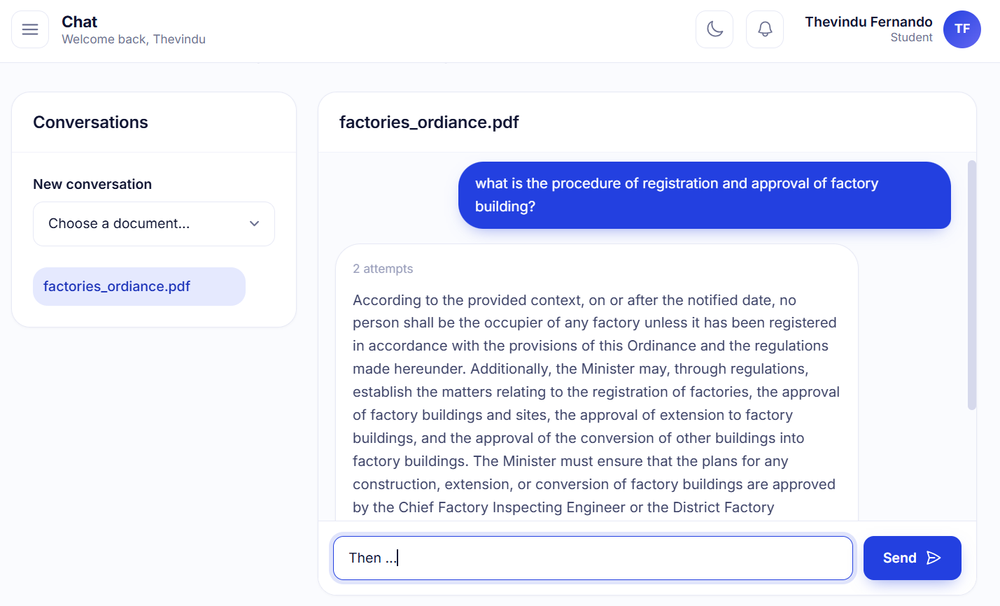 Chat
Welcome back, Thevindu
Thevindu Fernando
Student
TF
Conversations
New conversation
Choose a document...
factories_ordiance.pdf
factories_ordiance.pdf
what is the procedure of registration and approval of factory
building?
2 attempts
According to the provided context, on or after the notified date, no
person shall be the occupier of any factory unless it has been registered
in accordance with the provisions of this Ordinance and the regulations
made hereunder. Additionally, the Minister may, through regulations,
establish the matters relating to the registration of factories, the approval
of factory buildings and sites, the approval of extension to factory
buildings, and the approval of the conversion of other buildings into
factory buildings. The Minister must ensure that the plans for any
construction, extension, or conversion of factory buildings are approved
by the Chief Factory Inspecting Engineer or the District Factory
Then ...
Send